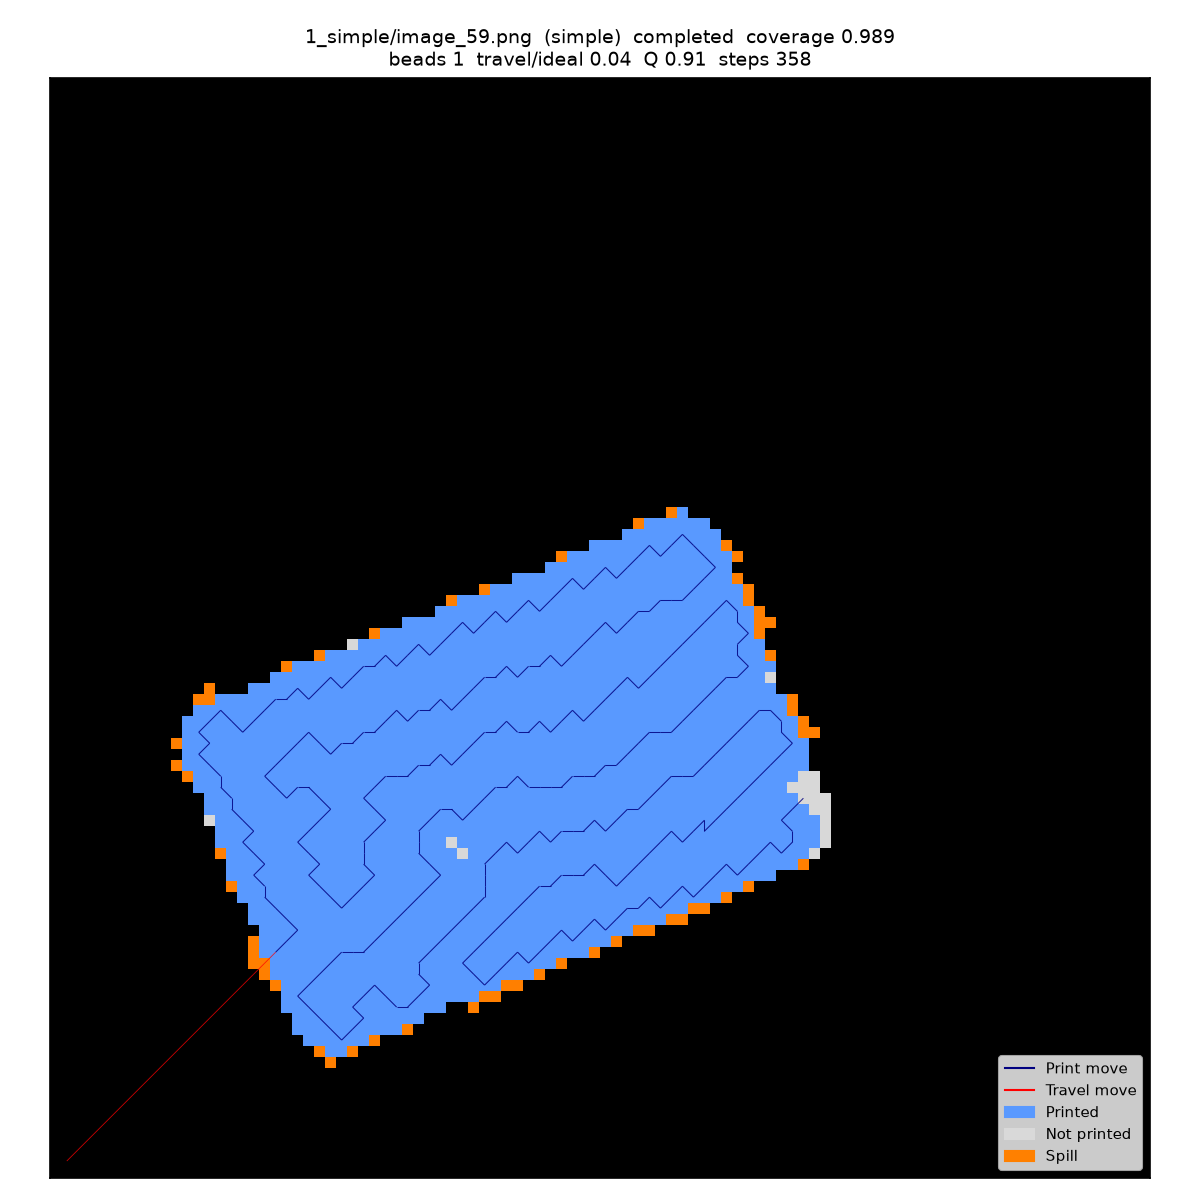 1_simple/image_59.png  (simple)  completed  coverage 0.989
beads 1  travel/ideal 0.04  Q 0.91  steps 358
Print move
Travel move
Printed
Not printed
Spill